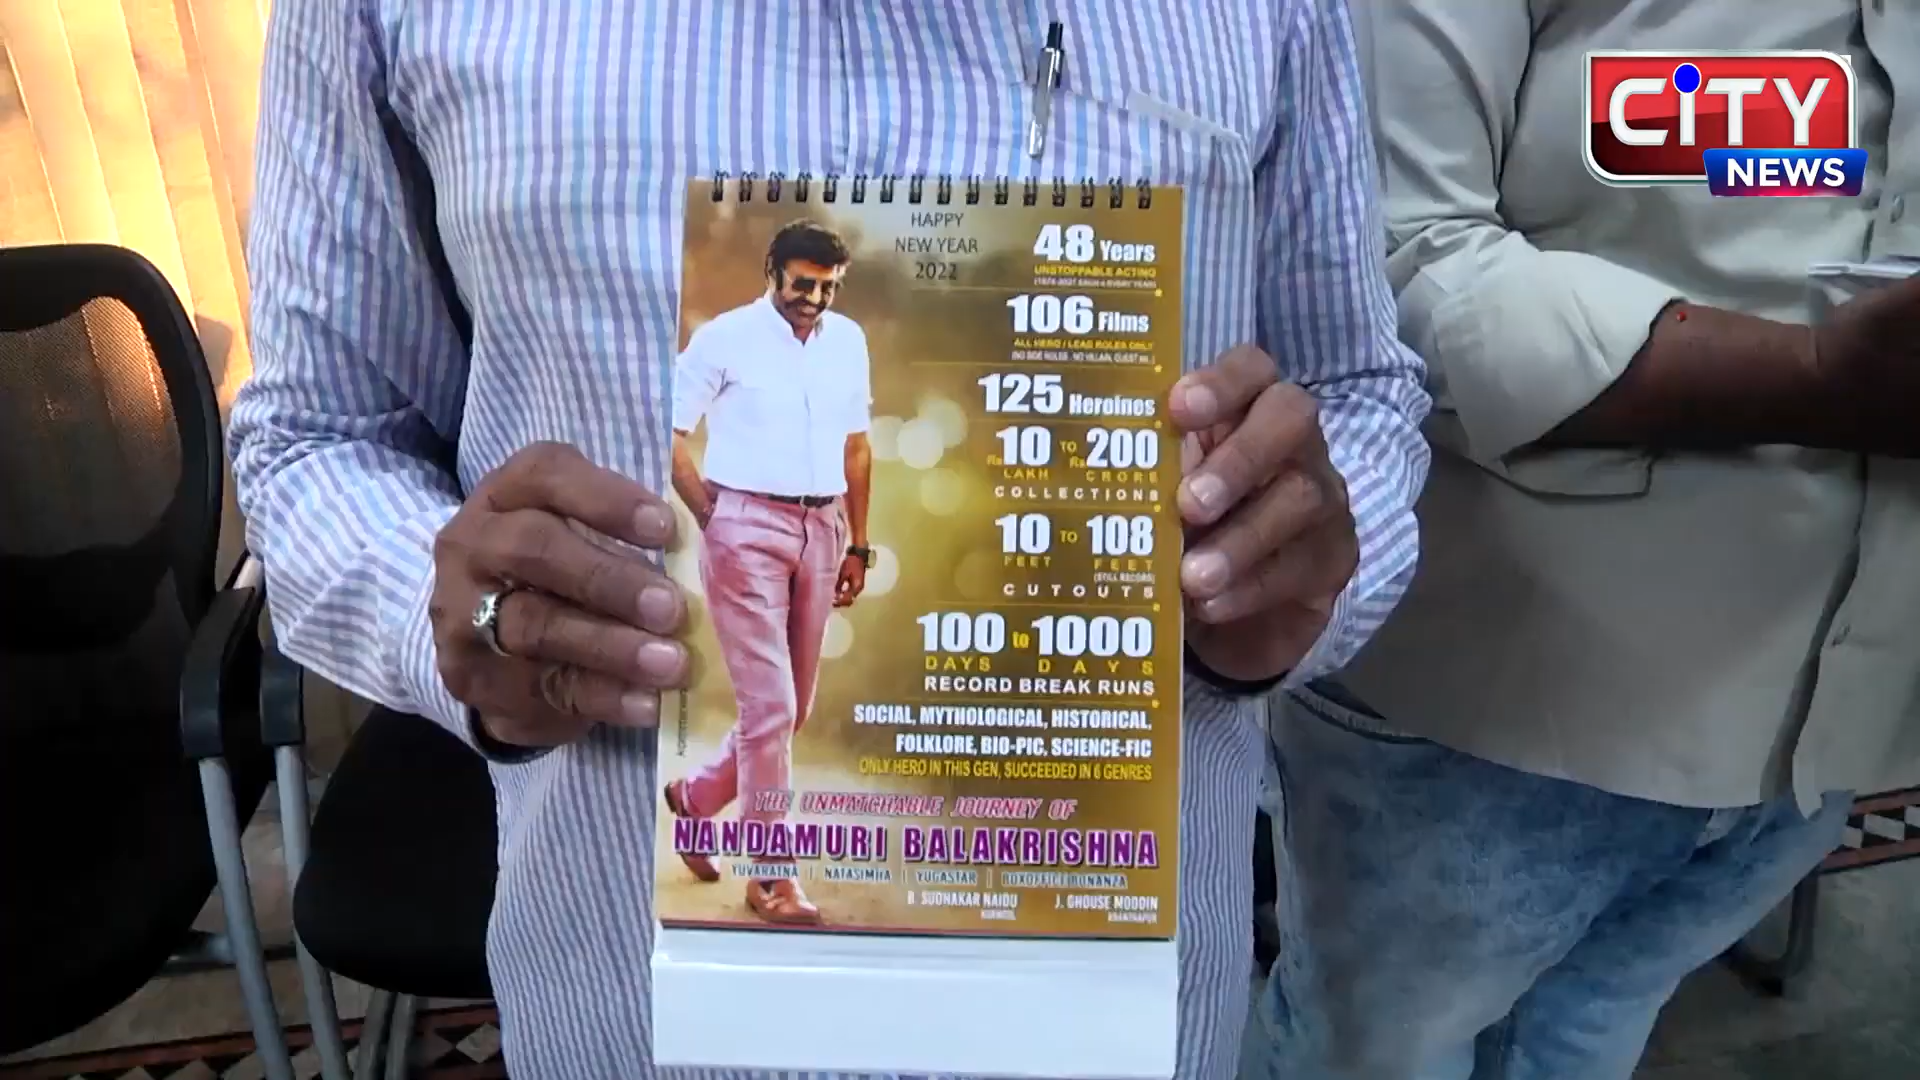 CITY
NEWS
HAPPY
NEW YEAR
2022
48 Years
UNSTOPPABLE ACTING
106 Films
ALL HERO / LEAD ROLES ONLY
125 Heroines
Rs 10 TO Rs 200
LAKH CRORE
COLLECTIONS
10 TO 108
FEET FEET
(STILL RECORD)
CUTOUTS
100 to 1000
DAYS DAYS
RECORD BREAK RUNS
SOCIAL, MYTHOLOGICAL, HISTORICAL,
FOLKLORE, BIO-PIC, SCIENCE-FIC
ONLY HERO IN THIS GEN, SUCCEEDED IN 6 GENRES
THE UNMATCHABLE JOURNEY OF
NANDAMURI BALAKRISHNA
YUVARATNA | NATASIMHA | YUGASTAR | BOXOFFICE BONANZA
B. SUDHAKAR NAIDU J. GHOUSE MODDIN
KURNOOL ANANTHAPUR